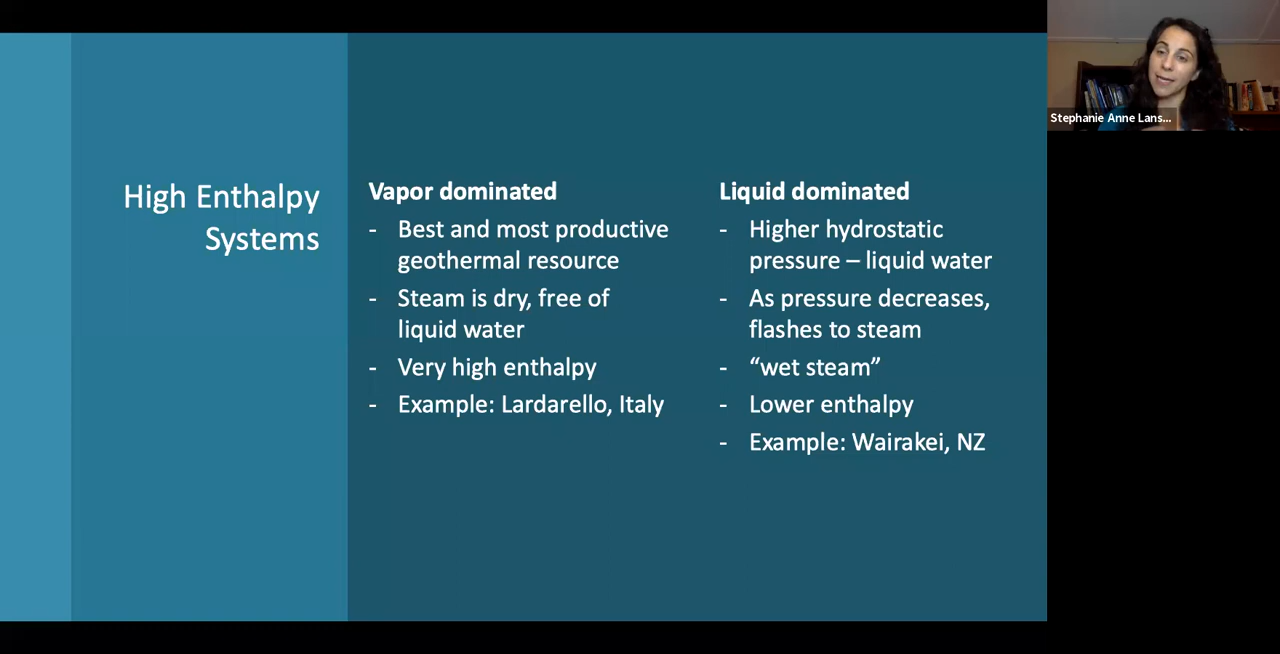 High Enthalpy
Systems
Vapor dominated
- Best and most productive
geothermal resource
- Steam is dry, free of
liquid water
- Very high enthalpy
- Example: Lardarello, Italy
Liquid dominated
- Higher hydrostatic
pressure – liquid water
- As pressure decreases,
flashes to steam
- “wet steam”
- Lower enthalpy
- Example: Wairakei, NZ
Stephanie Anne Lans...